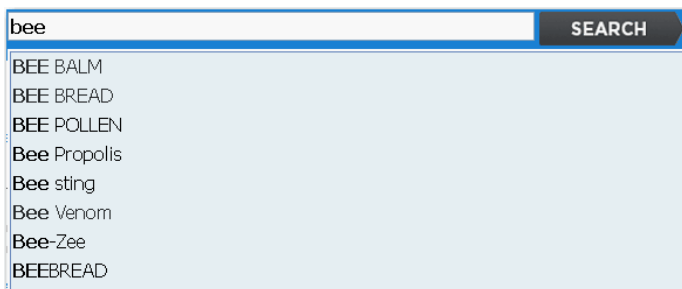 bee
SEARCH
BEE BALM
BEE BREAD
BEE POLLEN
Bee Propolis
Bee sting
Bee Venom
Bee-Zee
BEEBREAD